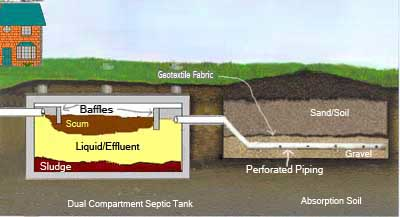 Geotextile Fabric
Baffles
Scum
Sand/Soil
Liquid/Effluent
Gravel
Sludge
Perforated Piping
Dual Compartment Septic Tank
Absorption Soil